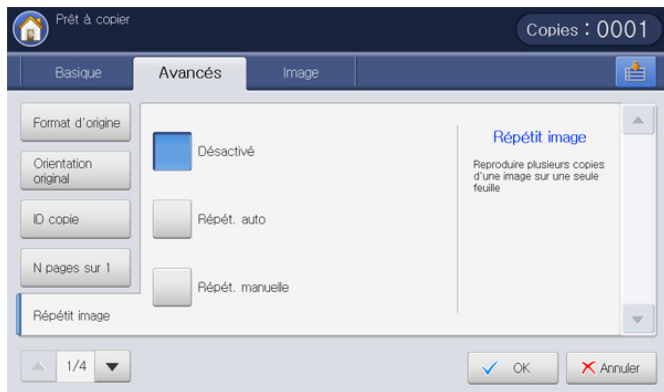 Prêt à copier
Copies : 0001
Basique
Avancés
Image
Format d'origine
Orientation
original
ID copie
N pages sur 1
Répétit image
Désactivé
Répét. auto
Répét. manuelle
Répétit image
Reproduire plusieurs copies
d'une image sur une seule
feuille
1/4
OK
Annuler